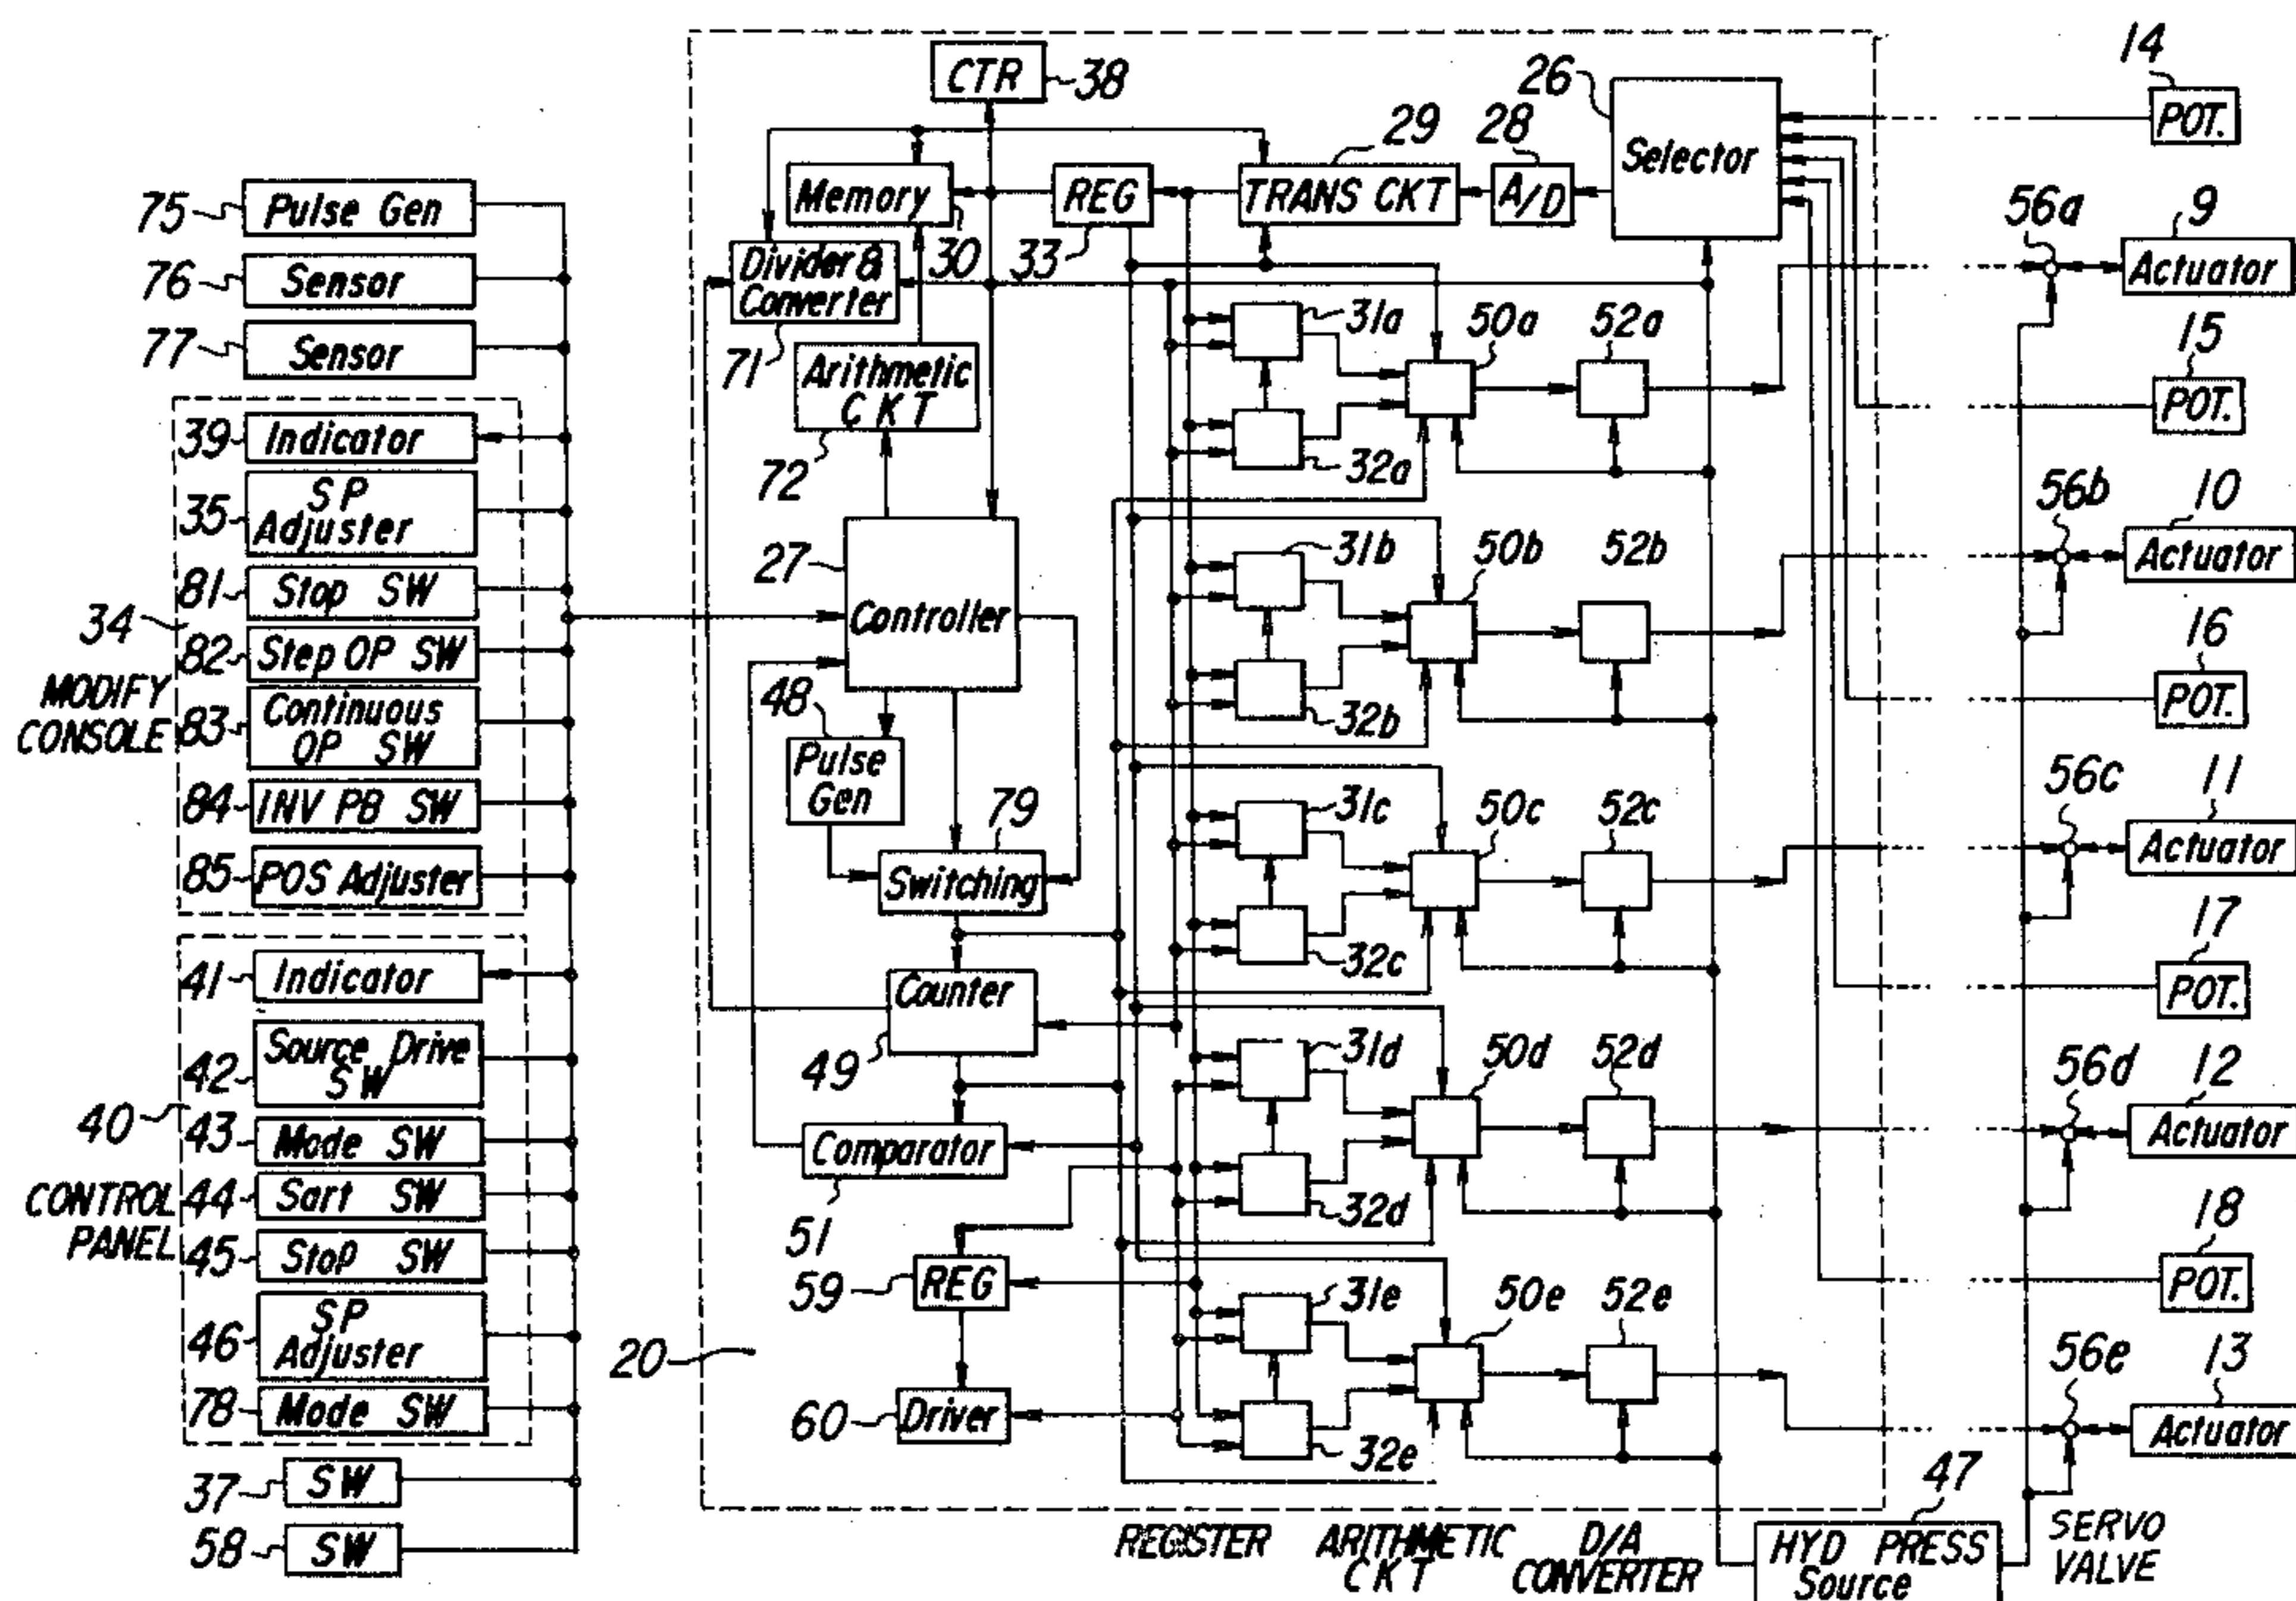 14
CTR
38
26
POT.
29
28
Selector
75
Pulse Gen
Memory
REG
TRANS CKT
A/D
56a
9
76
Sensor
Divider &
Converter
30
33
Actuator
77
Sensor
71
31a
50a
52a
15
Arithmetic
CKT
POT.
39
Indicator
72
32a
35
SP
Adjuster
56b
10
81
Stop SW
27
31b
50b
52b
Actuator
34
82
Step OP SW
Controller
16
MODIFY
CONSOLE
83
Continuous
OP SW
48
32b
POT.
Pulse
Gen
56c
11
84
INV PB SW
79
31c
50c
52c
Actuator
85
POS Adjuster
Switching
17
41
Indicator
Counter
32c
POT.
42
Source Drive
SW
49
31d
50d
52d
56d
12
40
43
Mode SW
Comparator
Actuator
CONTROL
PANEL
44
Sart SW
51
32d
18
45
Stop SW
59
REG
31e
50e
52e
POT.
46
SP
Adjuster
20
56e
13
78
Mode SW
60
Driver
32e
Actuator
37
SW
47
58
SW
REGISTER
ARITHMETIC
CKT
D/A
CONVERTER
HYD PRESS
Source
SERVO
VALVE